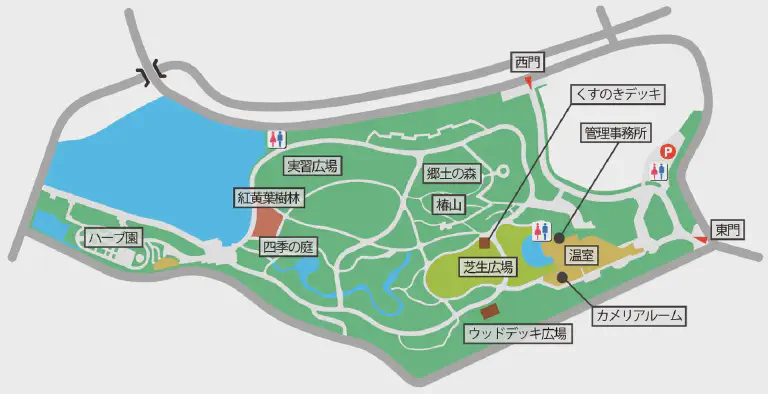 西門
くすのきデッキ
管理事務所
P
実習広場
郷土の森
紅黄葉樹林
椿山
ハーブ園
四季の庭
東門
芝生広場
温室
カメリアルーム
ウッドデッキ広場